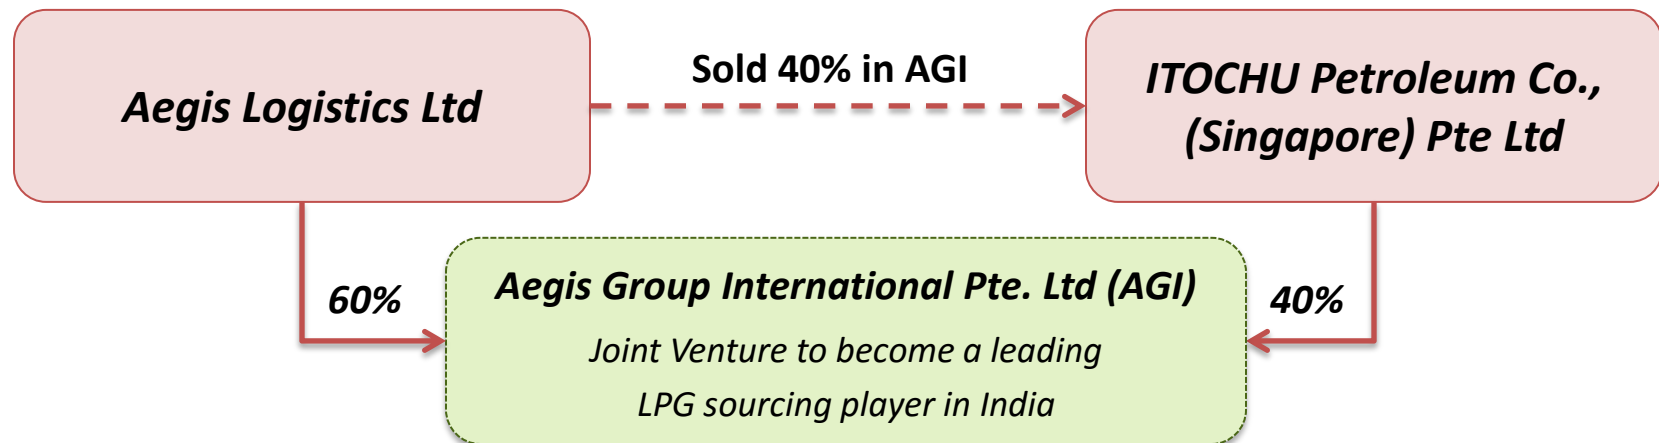 Aegis Logistics Ltd
Sold 40% in AGI
ITOCHU Petroleum Co.,
(Singapore) Pte Ltd
60%
Aegis Group International Pte. Ltd (AGI)
Joint Venture to become a leading
LPG sourcing player in India
40%